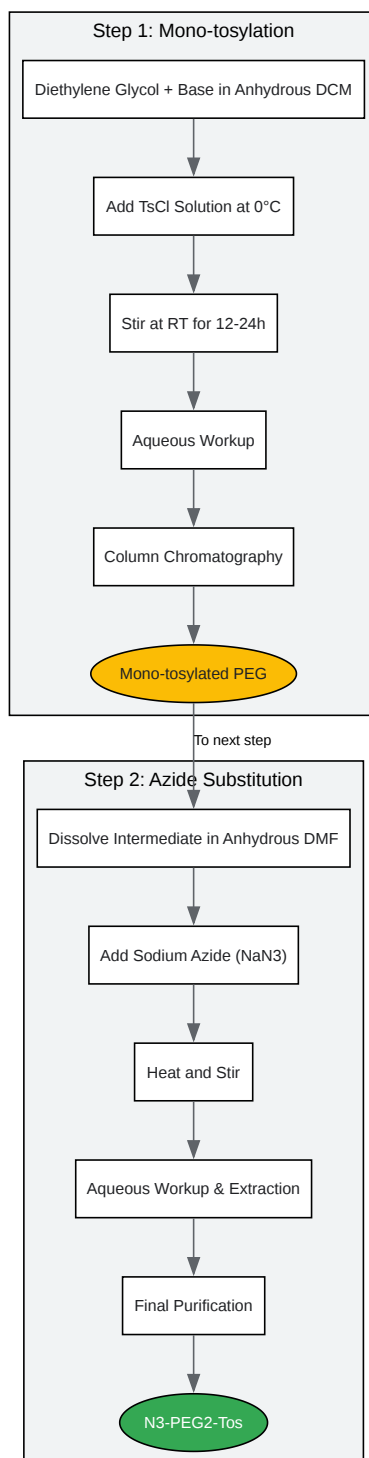 Step 1: Mono-tosylation
Diethylene Glycol + Base in Anhydrous DCM
Add TsCl Solution at 0°C
Stir at RT for 12-24h
Aqueous Workup
Column Chromatography
Mono-tosylated PEG
To next step
Step 2: Azide Substitution
Dissolve Intermediate in Anhydrous DMF
Add Sodium Azide (NaN3)
Heat and Stir
Aqueous Workup & Extraction
Final Purification
N3-PEG2-Tos